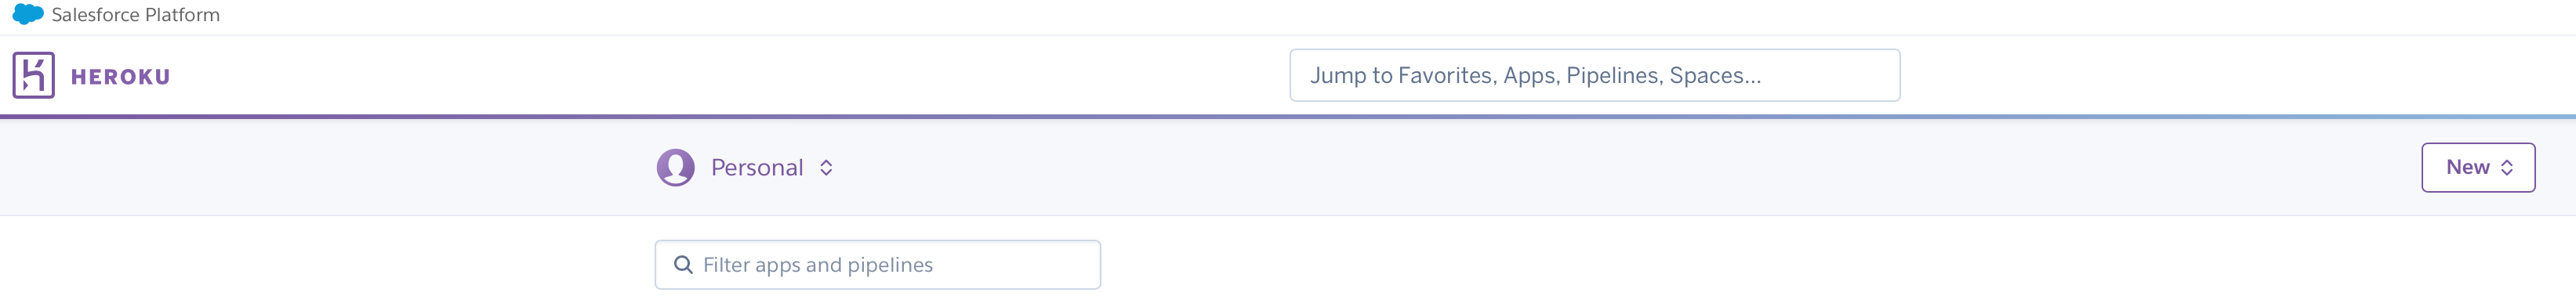 Salesforce Platform
HEROKU
Jump to Favorites, Apps, Pipelines, Spaces...
Personal
New
Filter apps and pipelines